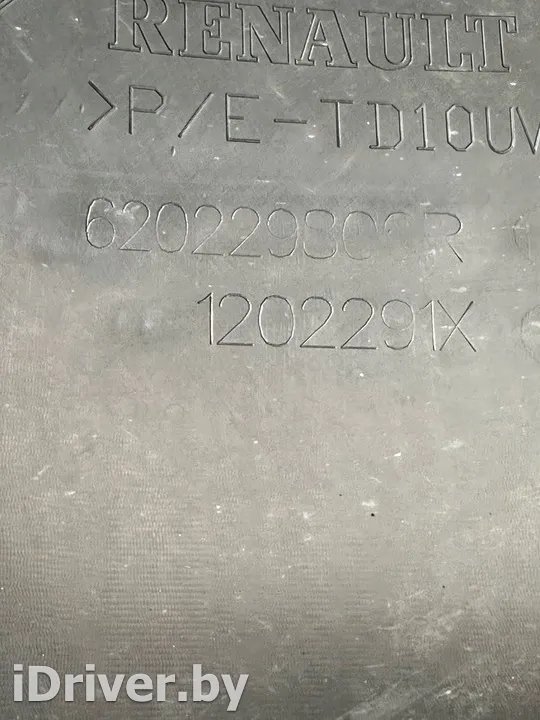 RENAULT
>P/E-TD10UV
1202291X
iDriver.by